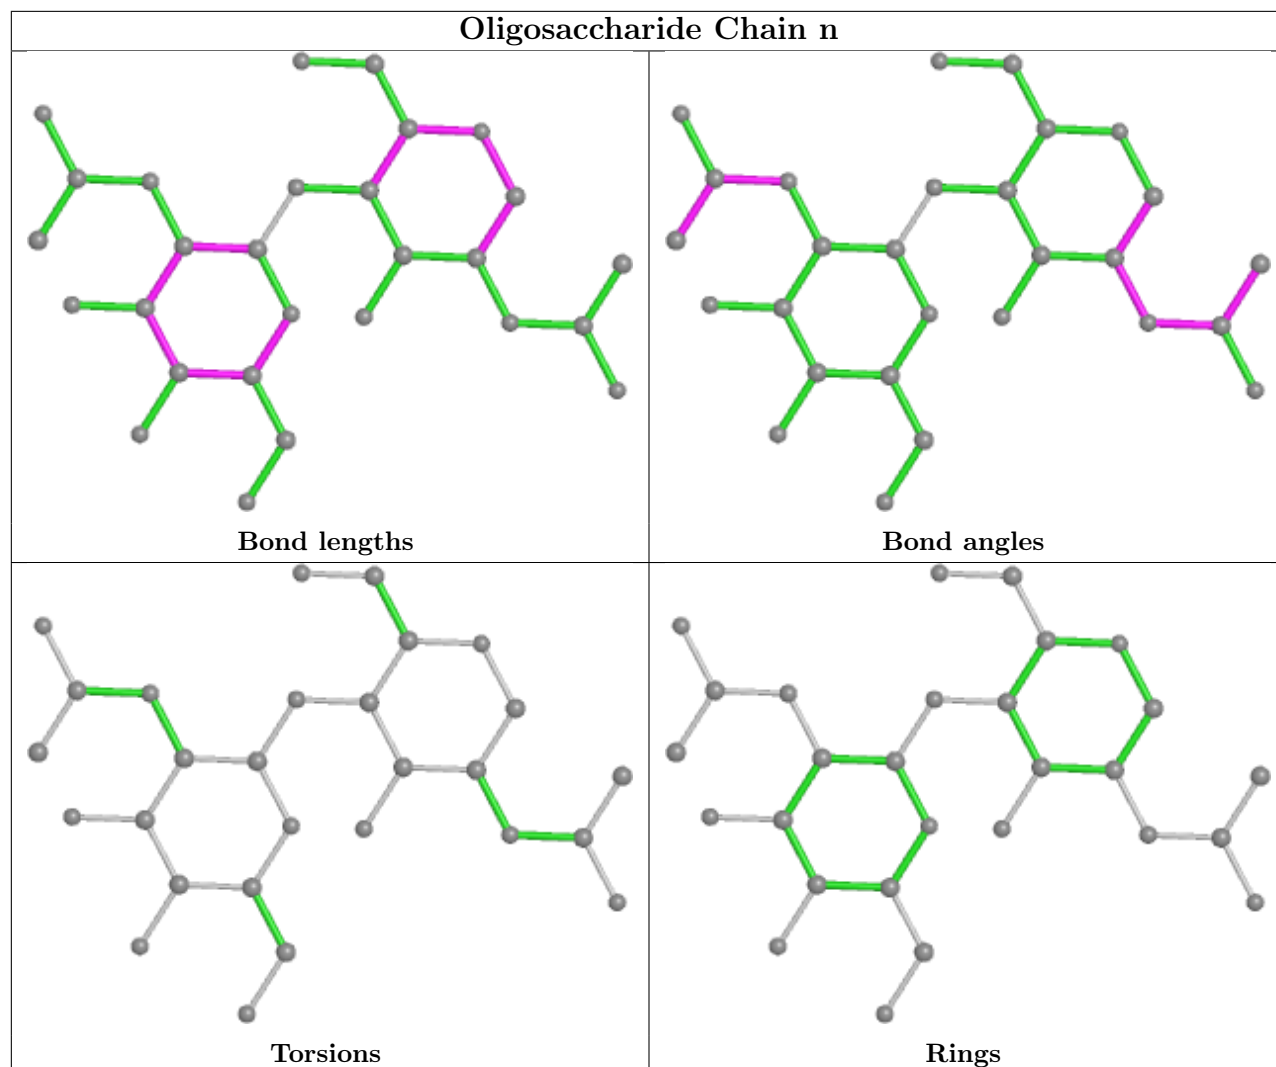 Oligosaccharide Chain n
Bond lengths
Bond angles
Torsions
Rings